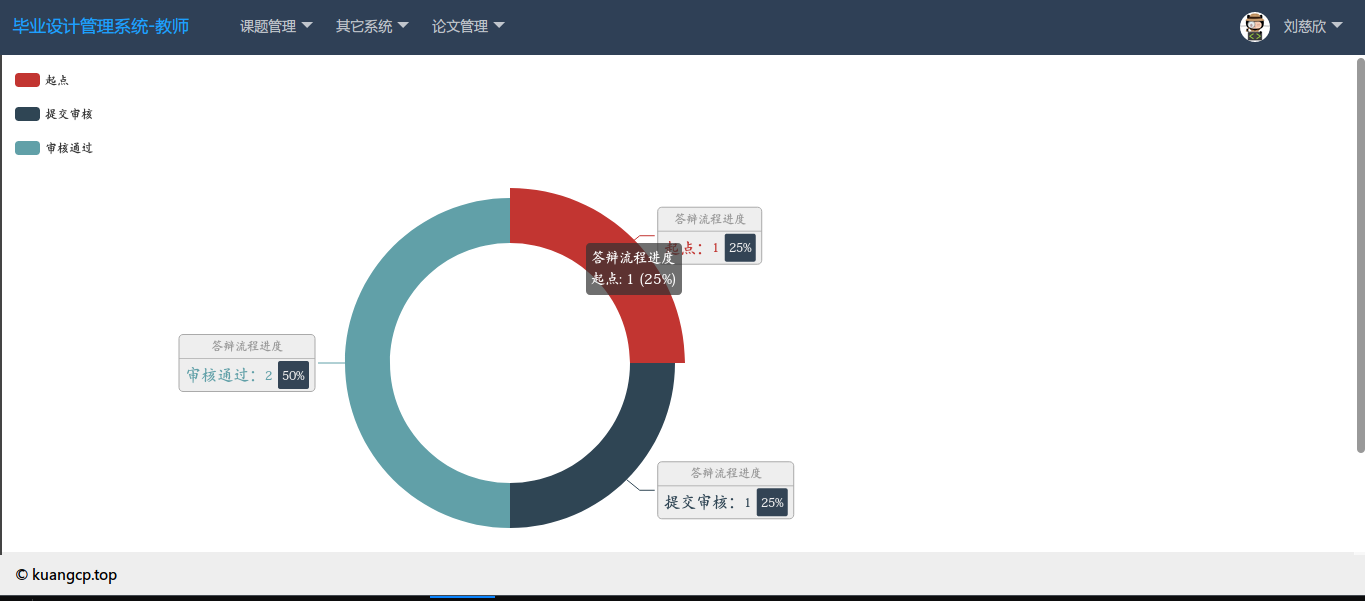 毕业设计管理系统-教师
课题管理
其它系统
论文管理
刘慈欣
起点
提交审核
审核通过
答辩流程进度
起点：1 25%
答辩流程进度
起点: 1 (25%)
答辩流程进度
审核通过：2 50%
答辩流程进度
提交审核：1 25%
© kuangcp.top